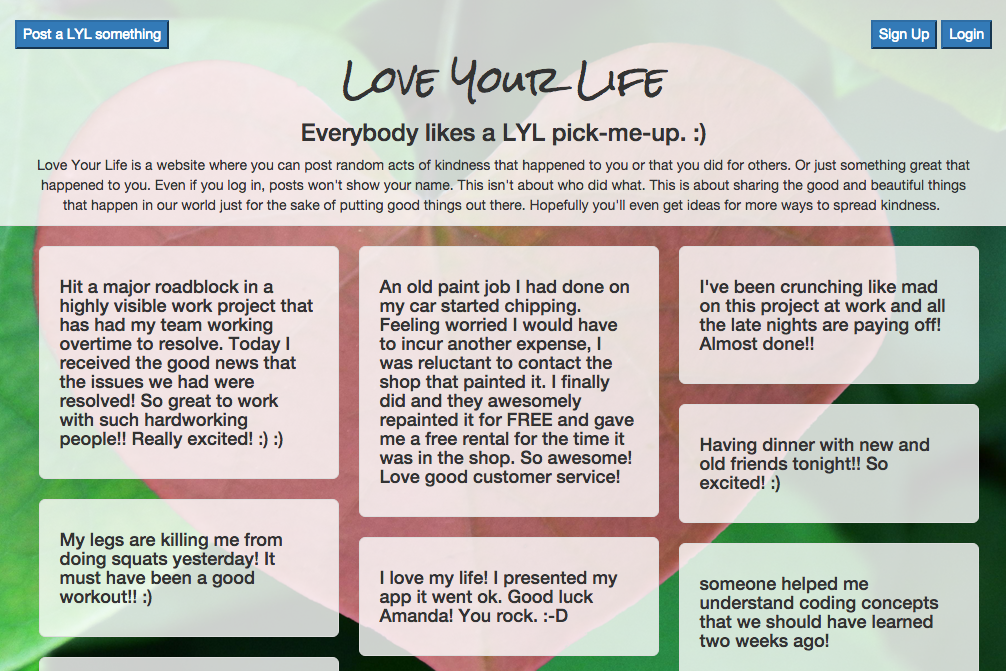 Post a LYL something
Sign Up
Login
Love Your Life
Everybody likes a LYL pick-me-up. :)
Love Your Life is a website where you can post random acts of kindness that happened to you or that you did for others. Or just something great that
happened to you. Even if you log in, posts won't show your name. This isn't about who did what. This is about sharing the good and beautiful things
that happen in our world just for the sake of putting good things out there. Hopefully you'll even get ideas for more ways to spread kindness.
Hit a major roadblock in a
highly visible work project that
has had my team working
overtime to resolve. Today I
received the good news that
the issues we had were
resolved! So great to work
with such hardworking
people!! Really excited! :) :)
An old paint job I had done on
my car started chipping.
Feeling worried I would have
to incur another expense, I
was reluctant to contact the
shop that painted it. I finally
did and they awesomely
repainted it for FREE and gave
me a free rental for the time it
was in the shop. So awesome!
Love good customer service!
I've been crunching like mad
on this project at work and all
the late nights are paying off!
Almost done!!
Having dinner with new and
old friends tonight!! So
excited! :)
My legs are killing me from
doing squats yesterday! It
must have been a good
workout!! :)
I love my life! I presented my
app it went ok. Good luck
Amanda! You rock. :-D
someone helped me
understand coding concepts
that we should have learned
two weeks ago!